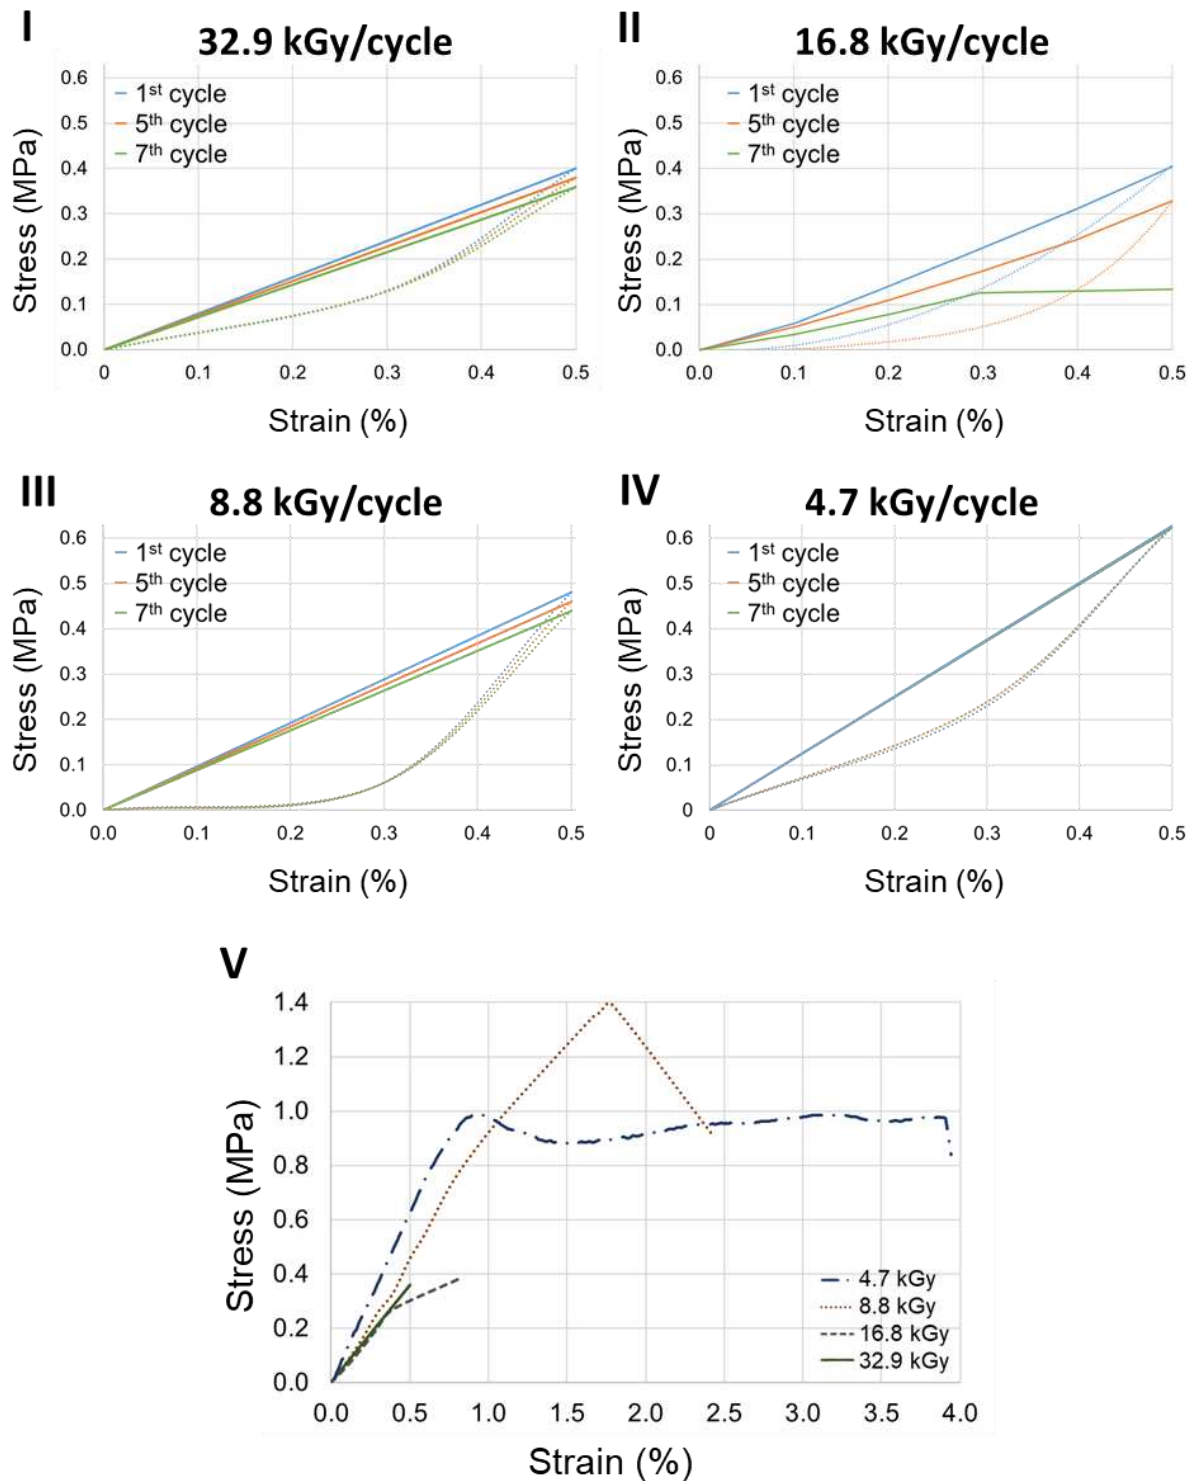 I
32.9 kGy/cycle
Stress (MPa)
0.6
0.5
0.4
0.3
0.2
0.1
0.0
1st cycle
5th cycle
7th cycle
0 0.1 0.2 0.3 0.4 0.5
Strain (%)
II
16.8 kGy/cycle
Stress (MPa)
0.6
0.5
0.4
0.3
0.2
0.1
0.0
1st cycle
5th cycle
7th cycle
0.0 0.1 0.2 0.3 0.4 0.5
Strain (%)
III
8.8 kGy/cycle
Stress (MPa)
0.6
0.5
0.4
0.3
0.2
0.1
0.0
1st cycle
5th cycle
7th cycle
0.0 0.1 0.2 0.3 0.4 0.5
Strain (%)
IV
4.7 kGy/cycle
Stress (MPa)
0.6
0.5
0.4
0.3
0.2
0.1
0
1st cycle
5th cycle
7th cycle
0 0.1 0.2 0.3 0.4 0.5
Strain (%)
V
Stress (MPa)
1.4
1.2
1.0
0.8
0.6
0.4
0.2
0.0
4.7 kGy
8.8 kGy
16.8 kGy
32.9 kGy
0.0 0.5 1.0 1.5 2.0 2.5 3.0 3.5 4.0
Strain (%)